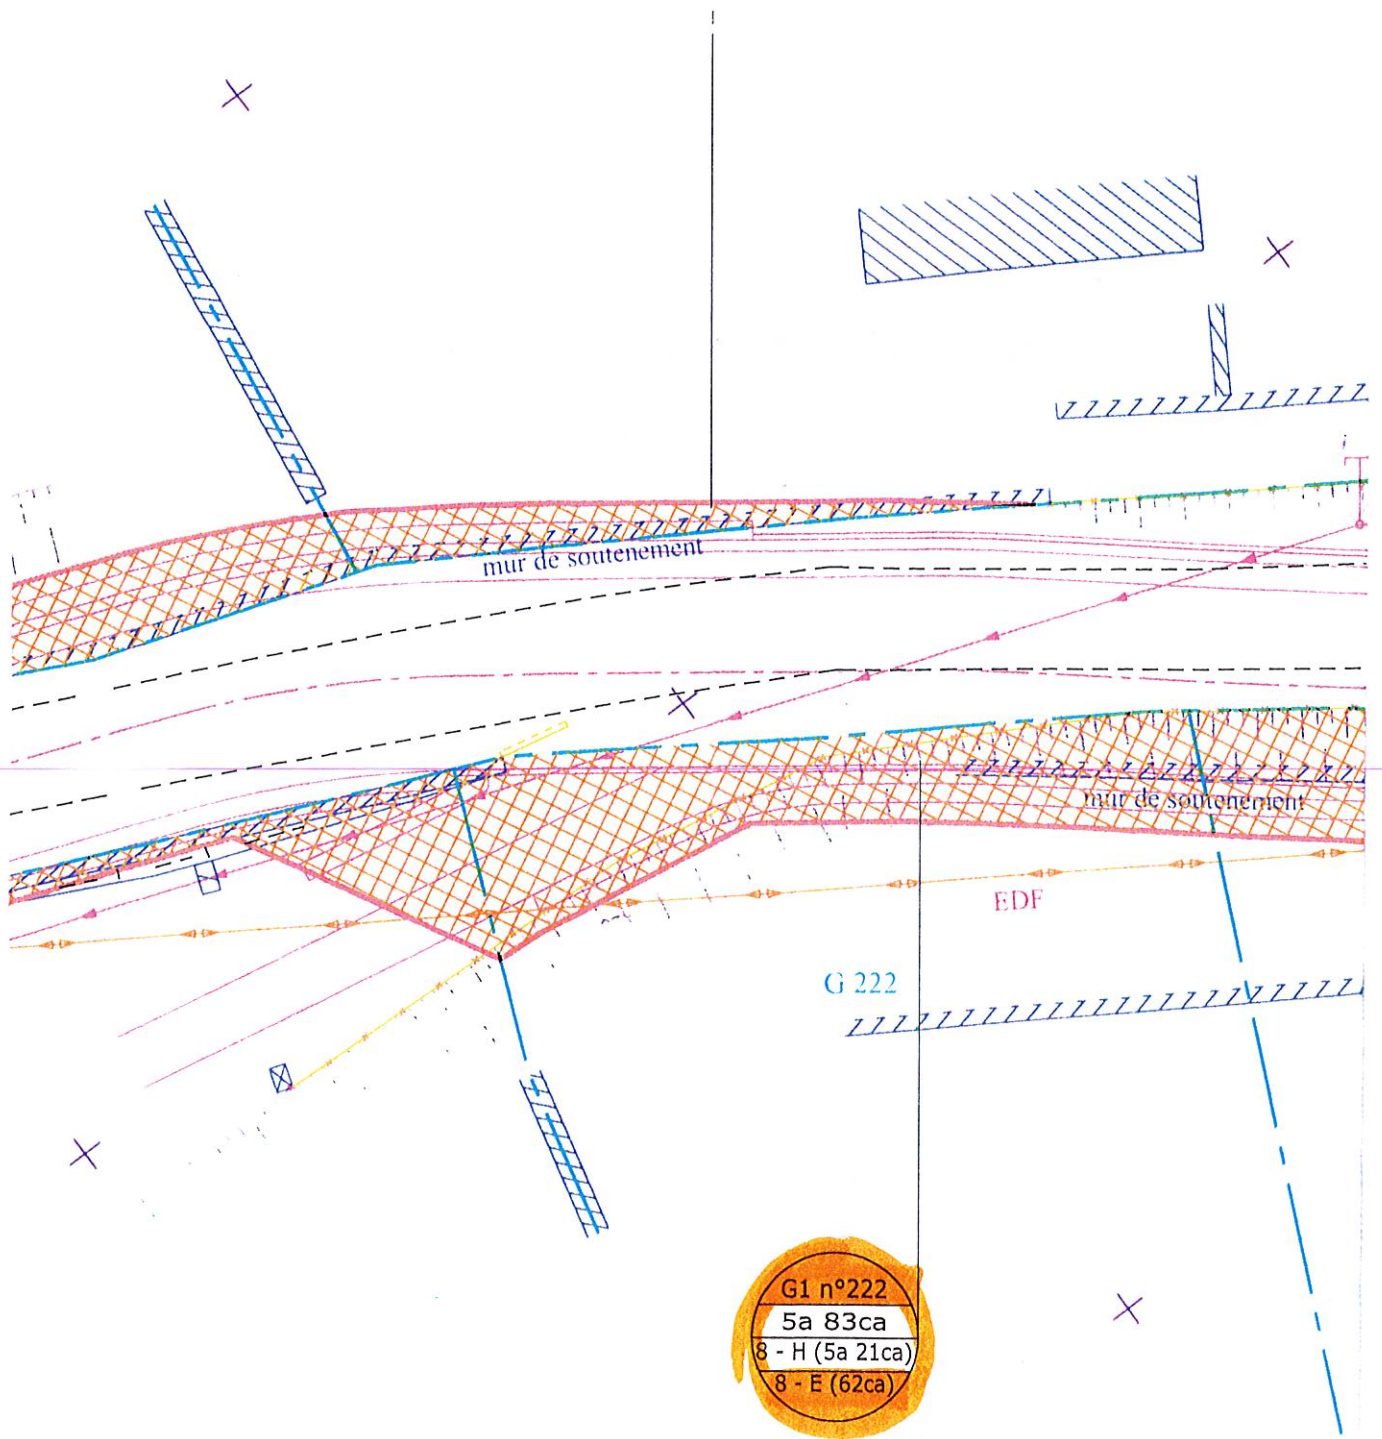 mur de soutenement
mur de soutenement
EDF
G 222
G1 n°222
5a 83ca
8 - H (5a 21ca)
8 - E (62ca)